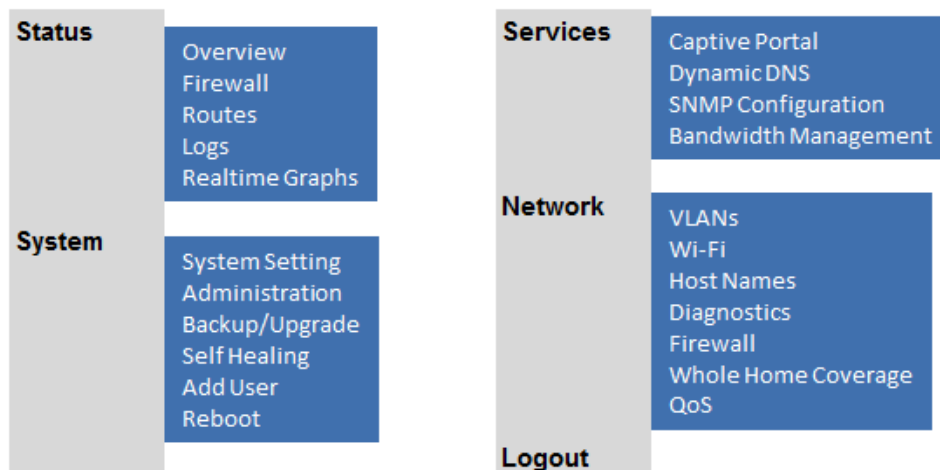 Status
Overview
Firewall
Routes
Logs
Realtime Graphs
System
System Setting
Administration
Backup/Upgrade
Self Healing
Add User
Reboot
Services
Captive Portal
Dynamic DNS
SNMP Configuration
Bandwidth Management
Network
VLANs
Wi-Fi
Host Names
Diagnostics
Firewall
Whole Home Coverage
QoS
Logout